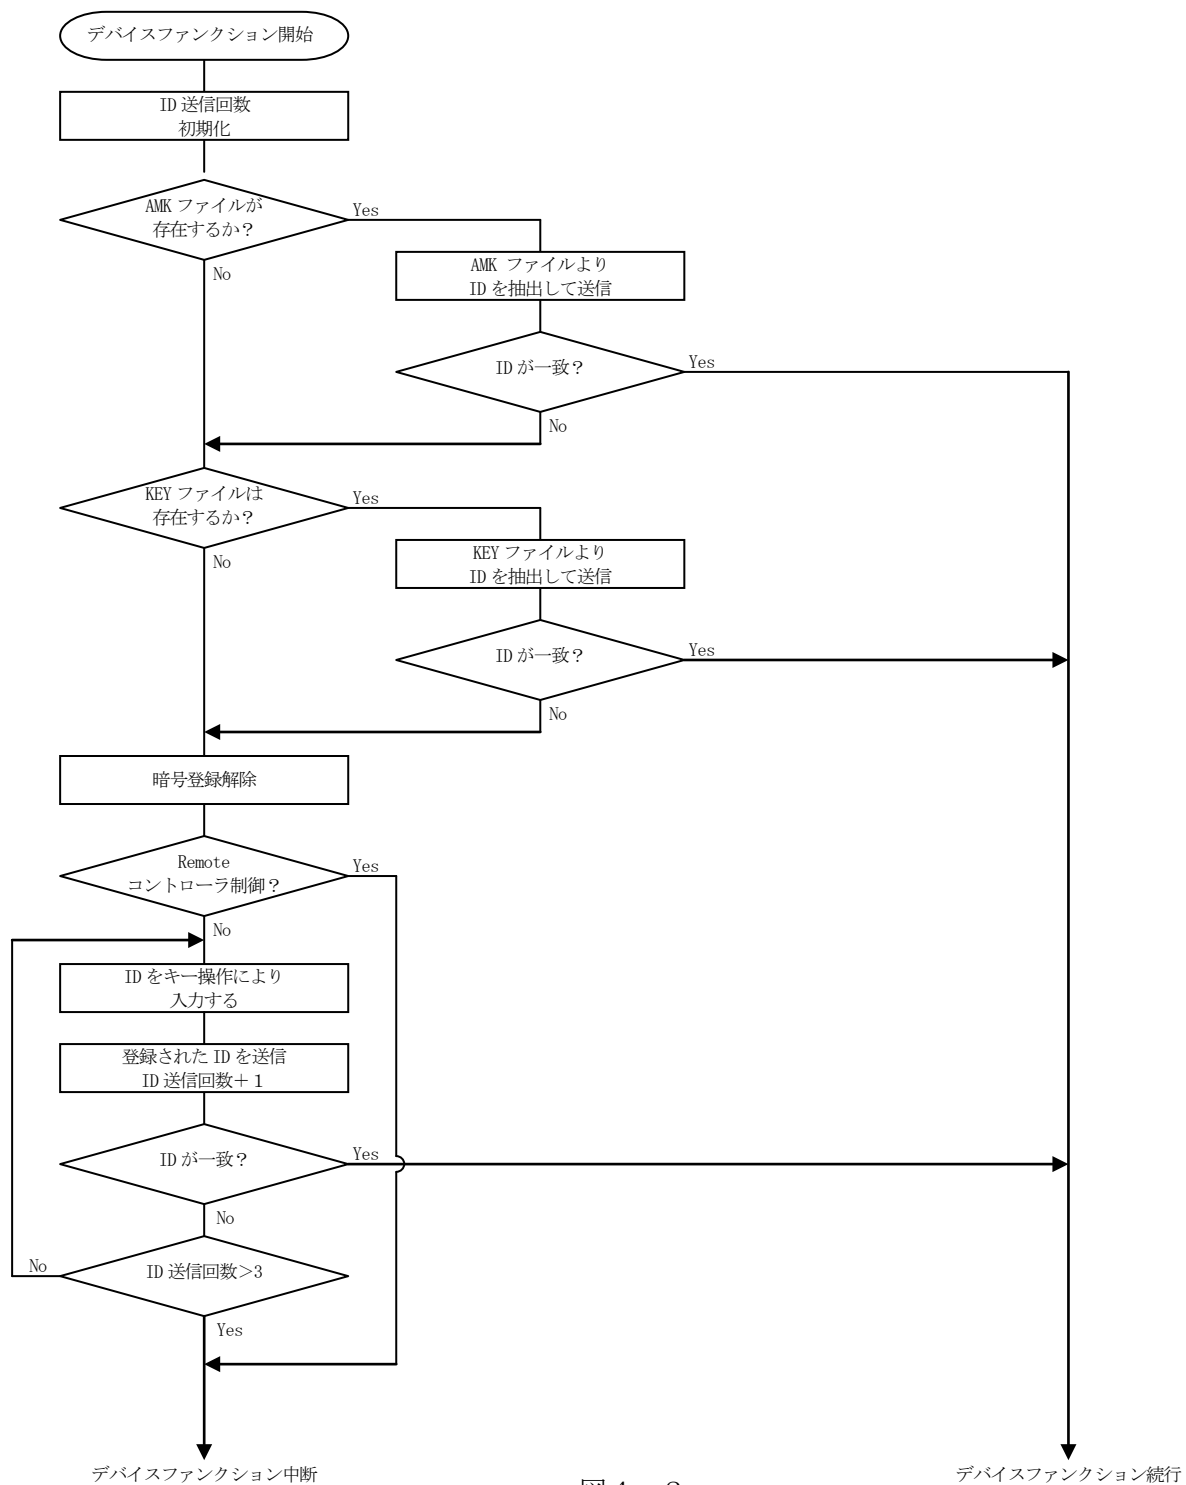 デバイスファンクション開始
ID 送信回数
初期化
AMK ファイルが
存在するか？
Yes
No
AMK ファイルより
ID を抽出して送信
ID が一致？
Yes
No
KEY ファイルは
存在するか？
Yes
No
KEY ファイルより
ID を抽出して送信
ID が一致？
Yes
No
暗号登録解除
Remote
コントローラ制御？
Yes
No
ID をキー操作により
入力する
登録された ID を送信
ID 送信回数＋１
ID が一致？
Yes
No
ID 送信回数＞3
No
Yes
デバイスファンクション中断
デバイスファンクション続行